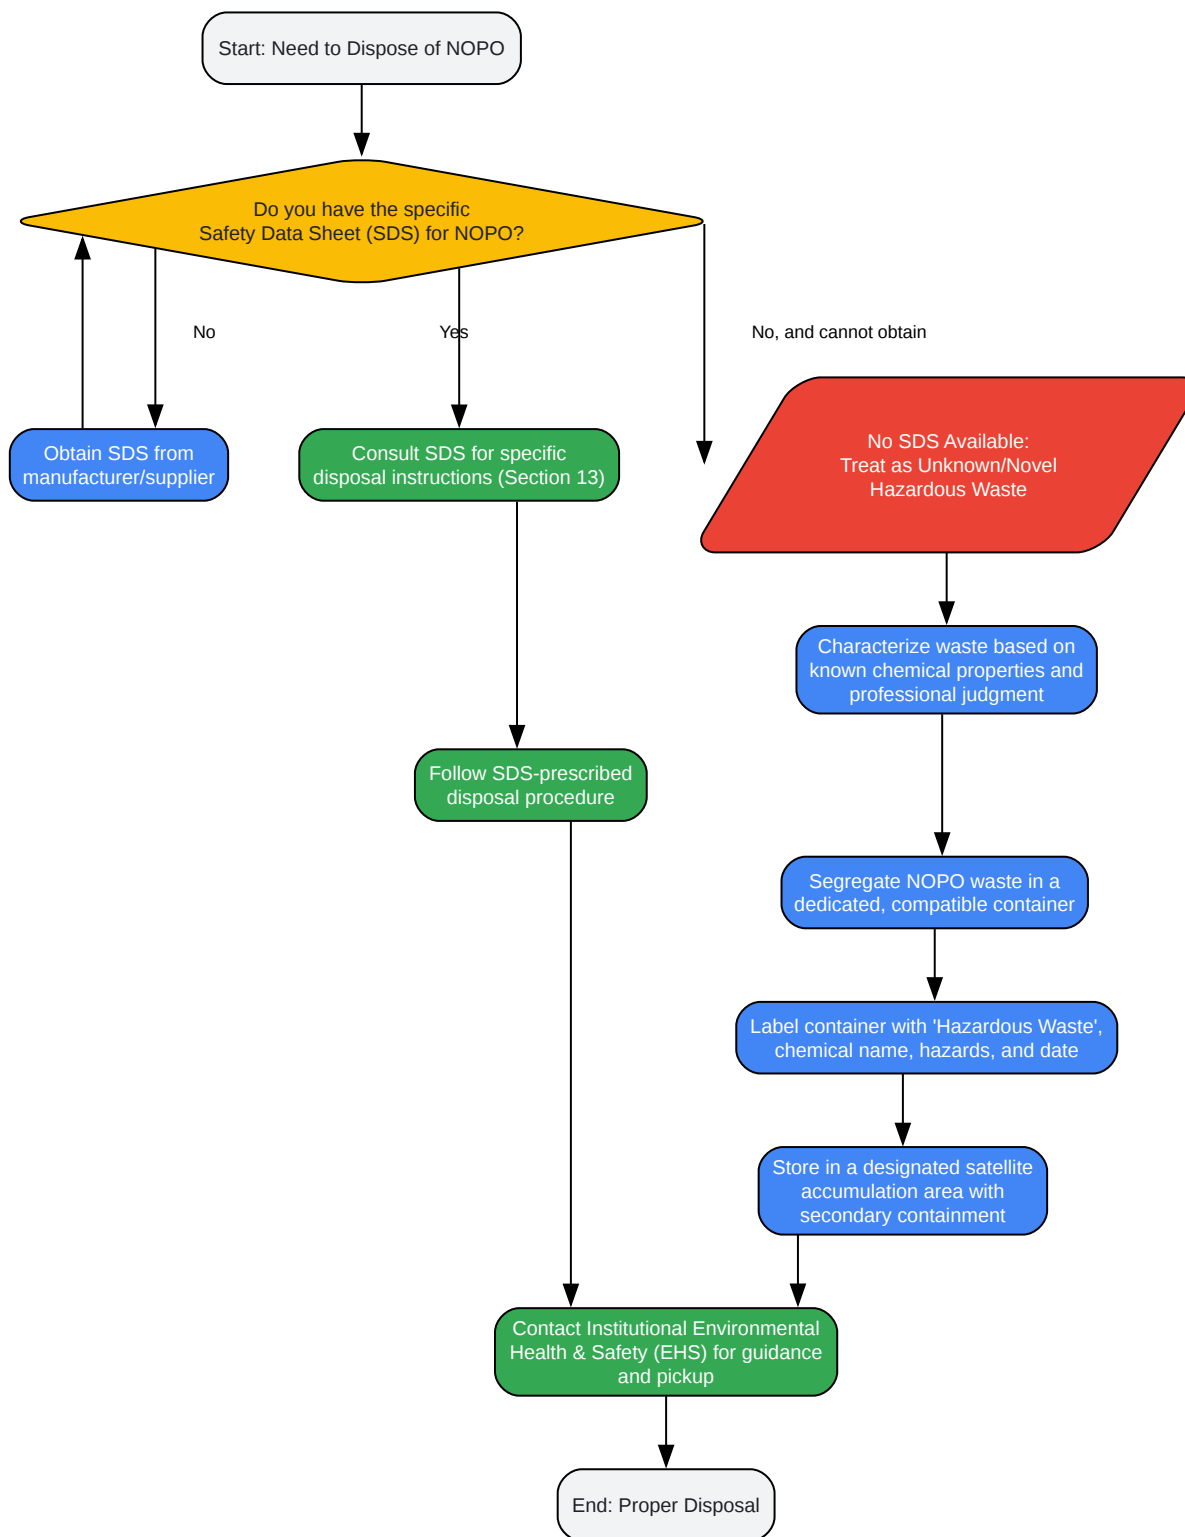 Start: Need to Dispose of NOPO
Do you have the specific
Safety Data Sheet (SDS) for NOPO?
No
Yes
No, and cannot obtain
Obtain SDS from
manufacturer/supplier
Consult SDS for specific
disposal instructions (Section 13)
No SDS Available:
Treat as Unknown/Novel
Hazardous Waste
Characterize waste based on
known chemical properties and
professional judgment
Follow SDS-prescribed
disposal procedure
Segregate NOPO waste in a
dedicated, compatible container
Label container with 'Hazardous Waste',
chemical name, hazards, and date
Store in a designated satellite
accumulation area with
secondary containment
Contact Institutional Environmental
Health & Safety (EHS) for guidance
and pickup
End: Proper Disposal